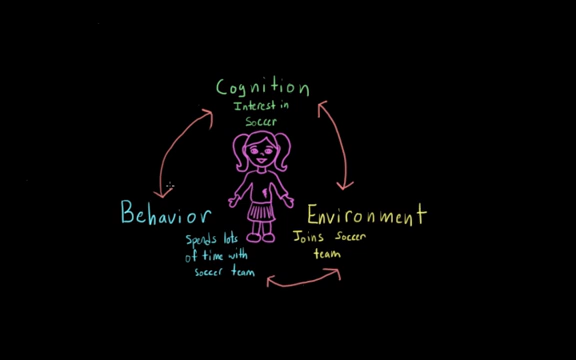 Cognition
Interest in
Soccer
Behavior
Spends lots
of time with
soccer team
Environment
Joins Soccer
team